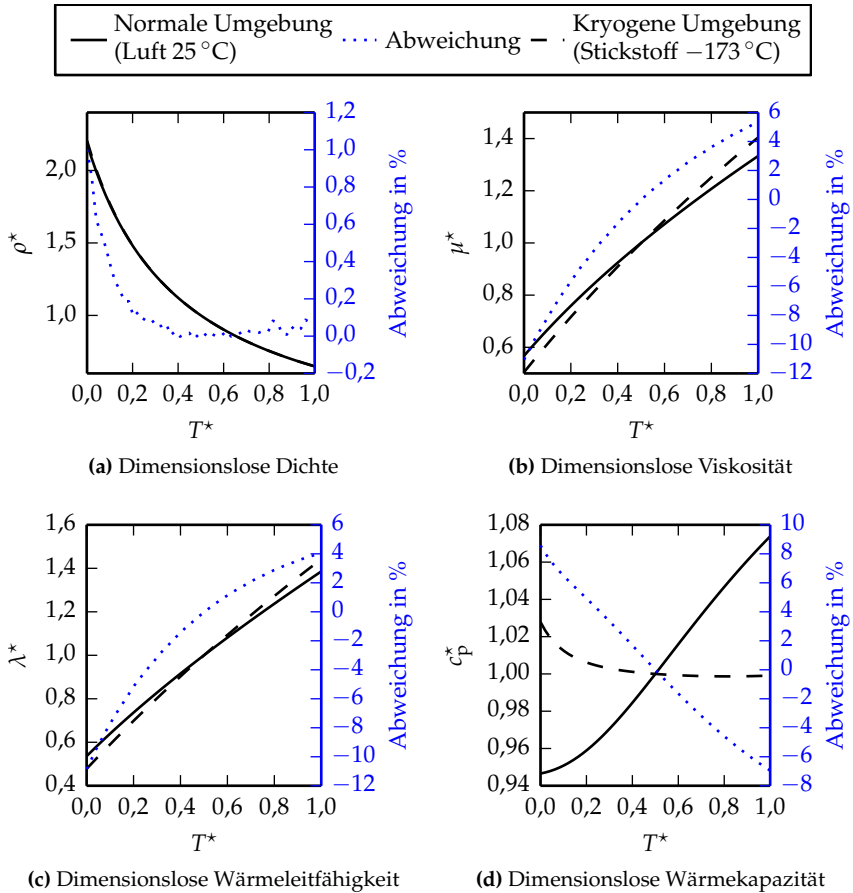 Normale Umgebung
(Luft 25 °C)
Abweichung
Kryogene Umgebung
(Stickstoff −173 °C)
2,0
1,5
1,0
ρ*
1,2
1,0
0,8
0,6
0,4
0,2
0,0
−0,2
Abweichung in %
0,0 0,2 0,4 0,6 0,8 1,0
T*
(a) Dimensionslose Dichte
1,4
1,2
1.0
0.8
0,6
μ*
6
4
2
0
−2
−4
−6
−8
−10
−12
Abweichung in %
0,0 0,2 0,4 0,6 0,8 1,0
T*
(b) Dimensionslose Viskosität
1,6
1,4
1,2
1,0
0,8
0,6
0,4
λ*
6
4
2
0
−2
−4
−6
−8
−10
−12
Abweichung in %
0,0 0,2 0,4 0,6 0,8 1,0
T*
(c) Dimensionslose Wärmeleitfähigkeit
1,08
1,06
1,04
1,02
1,00
0,98
0,96
0,94
c*p
10
8
6
4
2
0
−2
−4
−6
−8
Abweichung in %
0,0 0,2 0,4 0,6 0,8 1,0
T*
(d) Dimensionslose Wärmekapazität